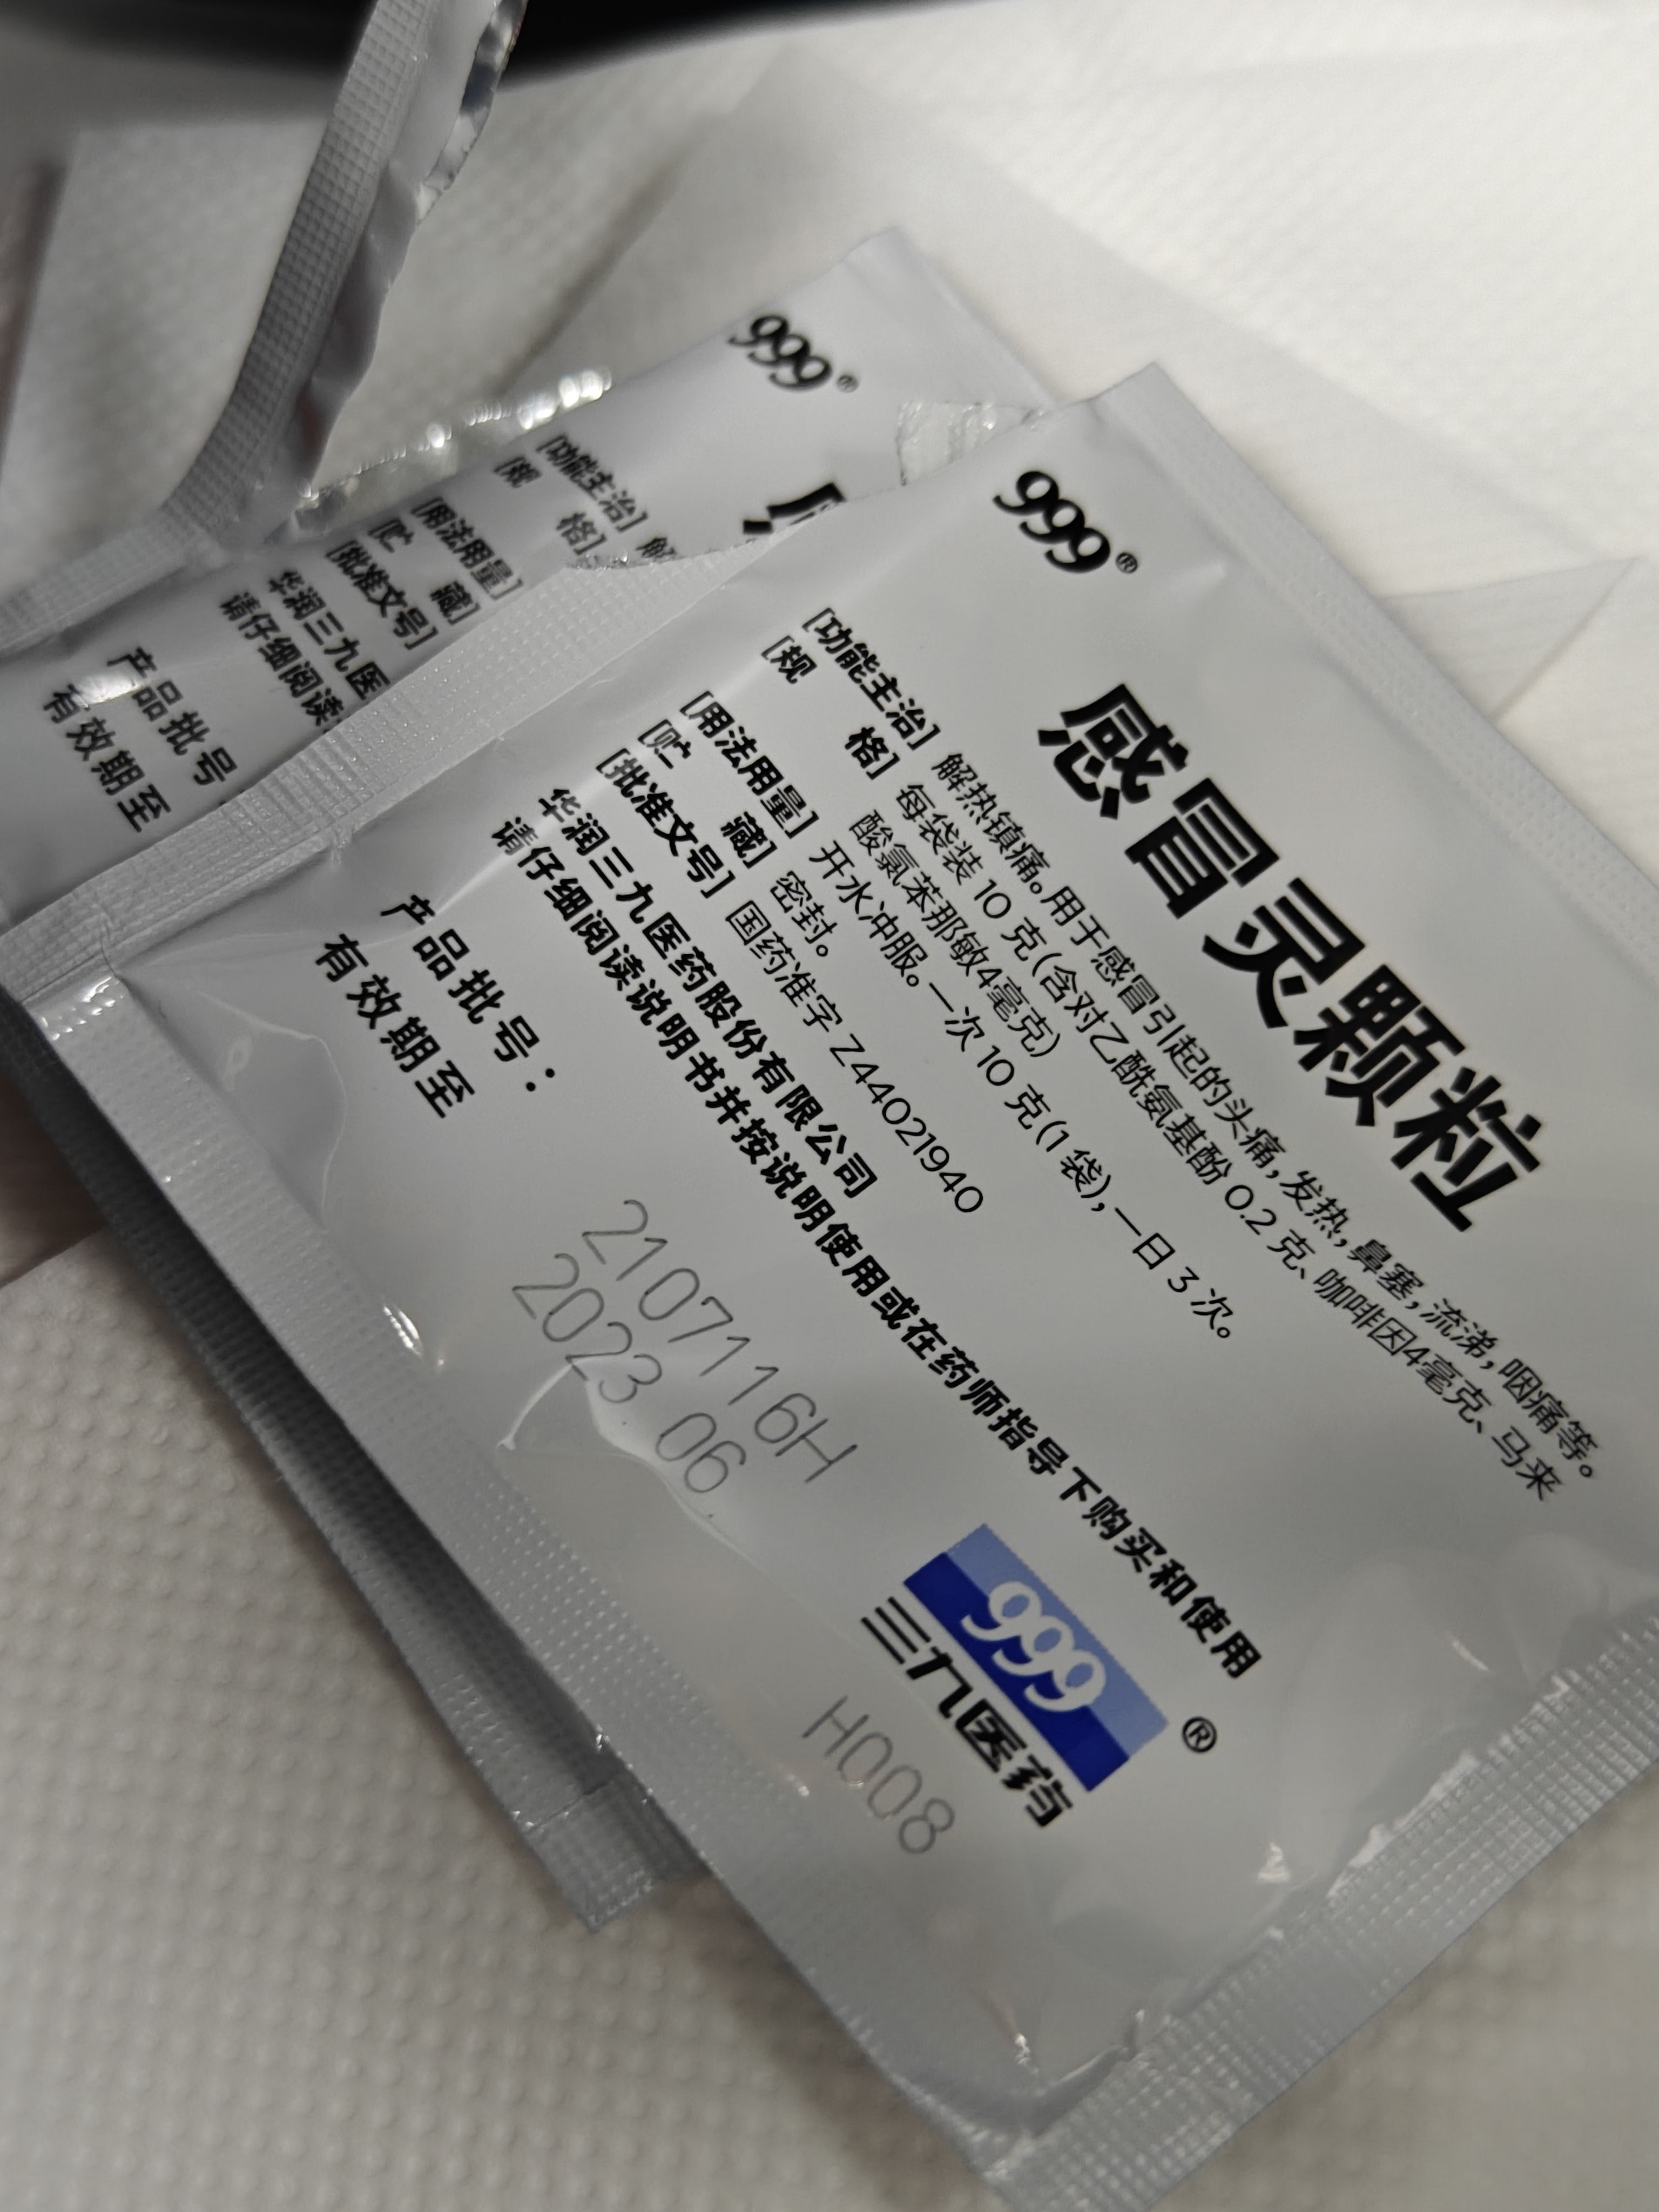 999®
[功能主治] 解
[规 格]
[用法用量]
[贮 藏]
[批准文号]
华润三九医
请仔细阅读
产品批号
有效期至
999®
感冒灵颗粒
[功能主治] 解热镇痛。用于感冒引起的头痛,发热,鼻塞,流涕,咽痛等。
[规 格] 每袋装 10 克(含对乙酰氨基酚 0.2 克、咖啡因4毫克、马来
酸氯苯那敏4毫克)
[用法用量] 开水冲服。一次 10 克(1 袋),一日 3 次。
[贮 藏] 密封。
[批准文号] 国药准字 Z44021940
华润三九医药股份有限公司
请仔细阅读说明书并按说明使用或在药师指导下购买和使用
产品批号: 2107116H
有效期至 2023 06
999®
三九医药
H008